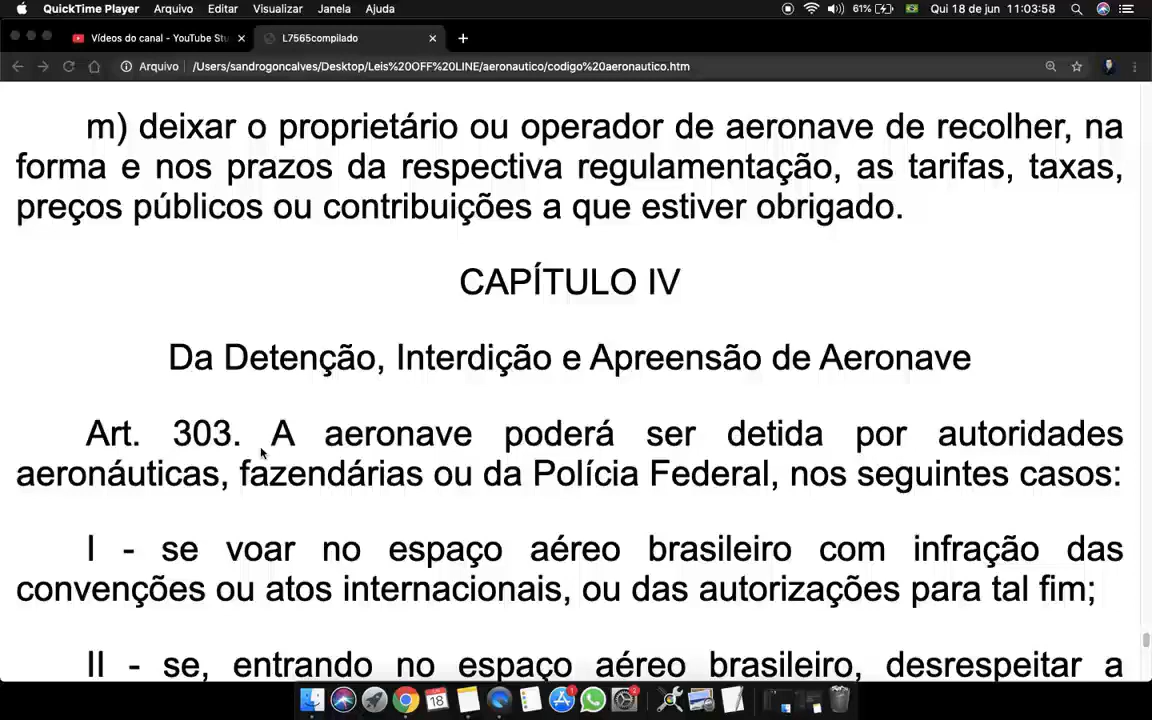 QuickTime Player Arquivo Editar Visualizar Janela Ajuda 61% Qui 18 de jun 11:03:58
Vídeos do canal - YouTube Stu × L7565compilado × +
Arquivo | /Users/sandrogoncalves/Desktop/Leis%20OFF%20LINE/aeronautico/codigo%20aeronautico.htm
m) deixar o proprietário ou operador de aeronave de recolher, na
forma e nos prazos da respectiva regulamentação, as tarifas, taxas,
preços públicos ou contribuições a que estiver obrigado.
CAPÍTULO IV
Da Detenção, Interdição e Apreensão de Aeronave
Art. 303. A aeronave poderá ser detida por autoridades
aeronáuticas, fazendárias ou da Polícia Federal, nos seguintes casos:
I - se voar no espaço aéreo brasileiro com infração das
convenções ou atos internacionais, ou das autorizações para tal fim;
II - se, entrando no espaço aéreo brasileiro, desrespeitar a
18